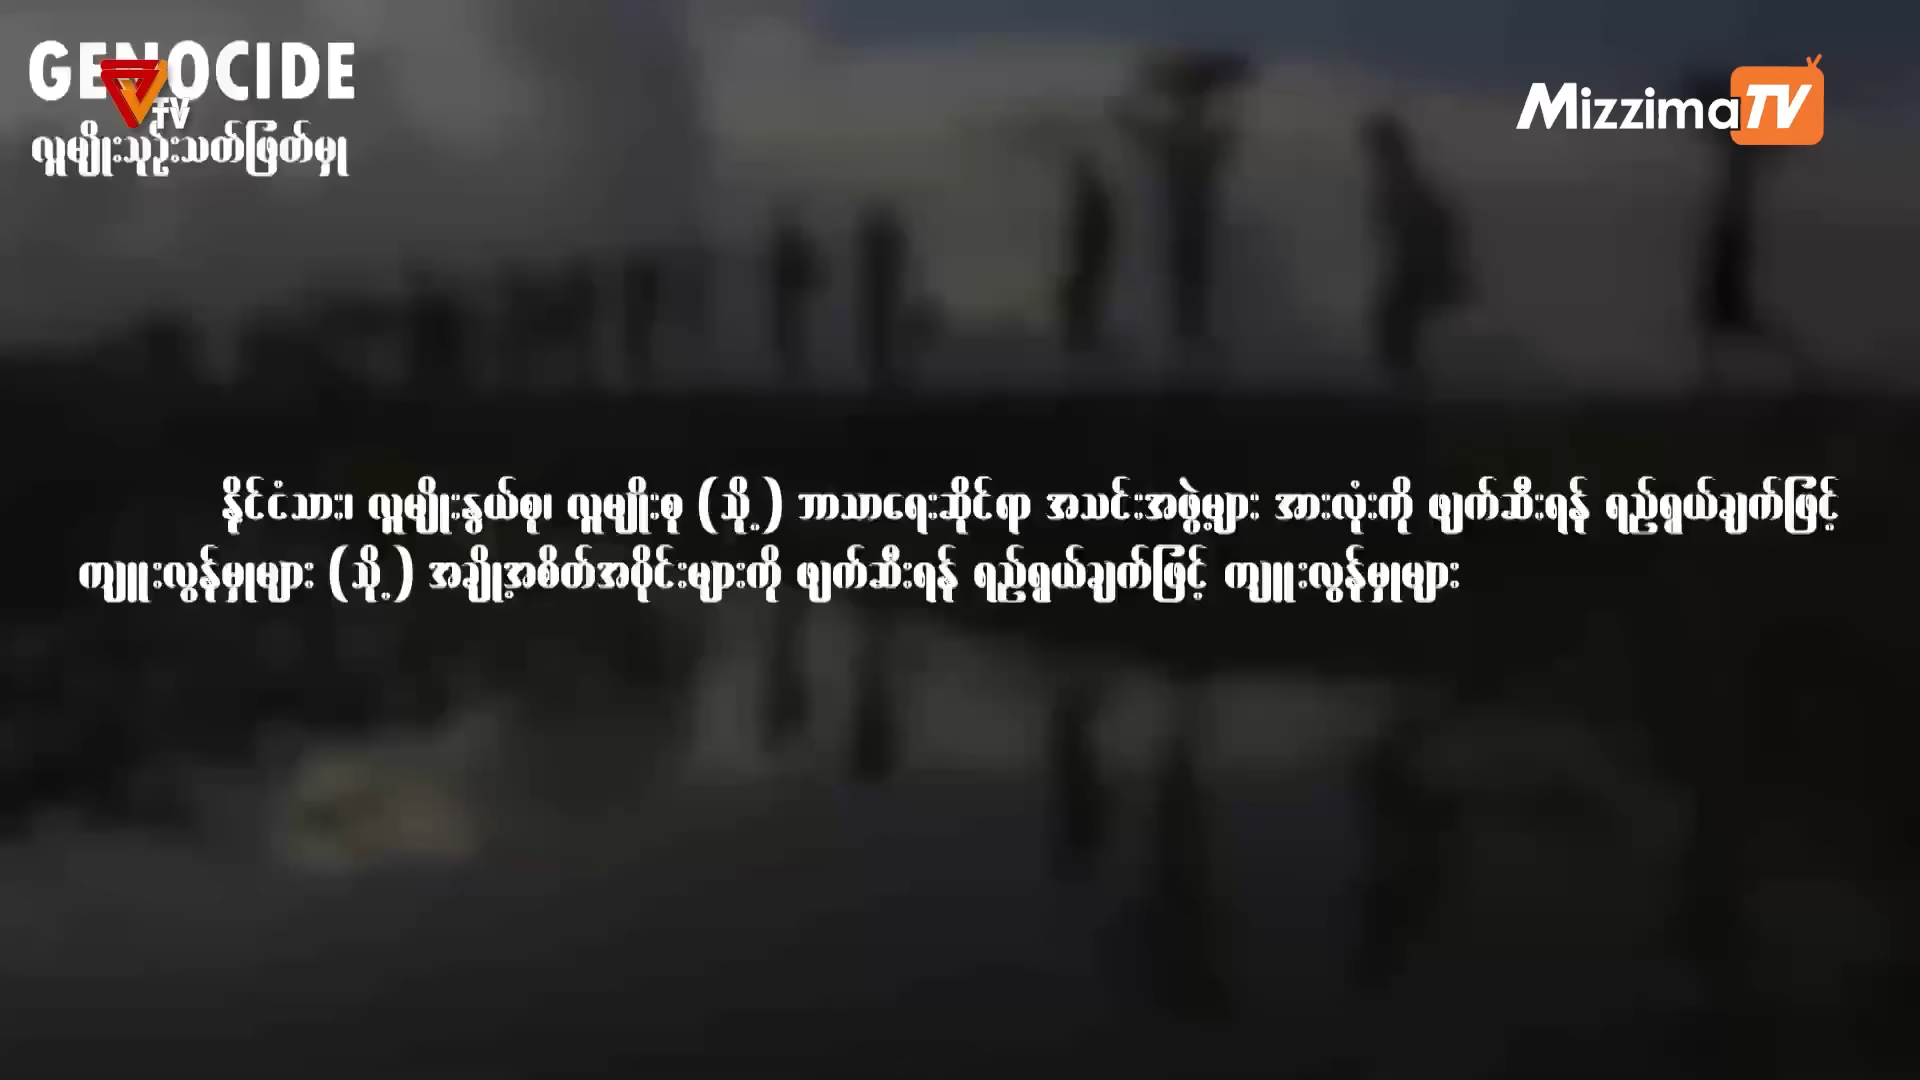 GENOCIDE
TV
လူမျိုးသုဉ်းသတ်ဖြတ်မှု
MizzimaTV
နိုင်ငံသား၊ လူမျိုးနွယ်စု၊ လူမျိုးစု (သို့) ဘာသာရေးဆိုင်ရာ အသင်းအဖွဲ့များ အားလုံးကို ဖျက်ဆီးရန် ရည်ရွယ်ချက်ဖြင့်
ကျူးလွန်မှုများ (သို့) အချို့အစိတ်အပိုင်းများကို ဖျက်ဆီးရန် ရည်ရွယ်ချက်ဖြင့် ကျူးလွန်မှုများ